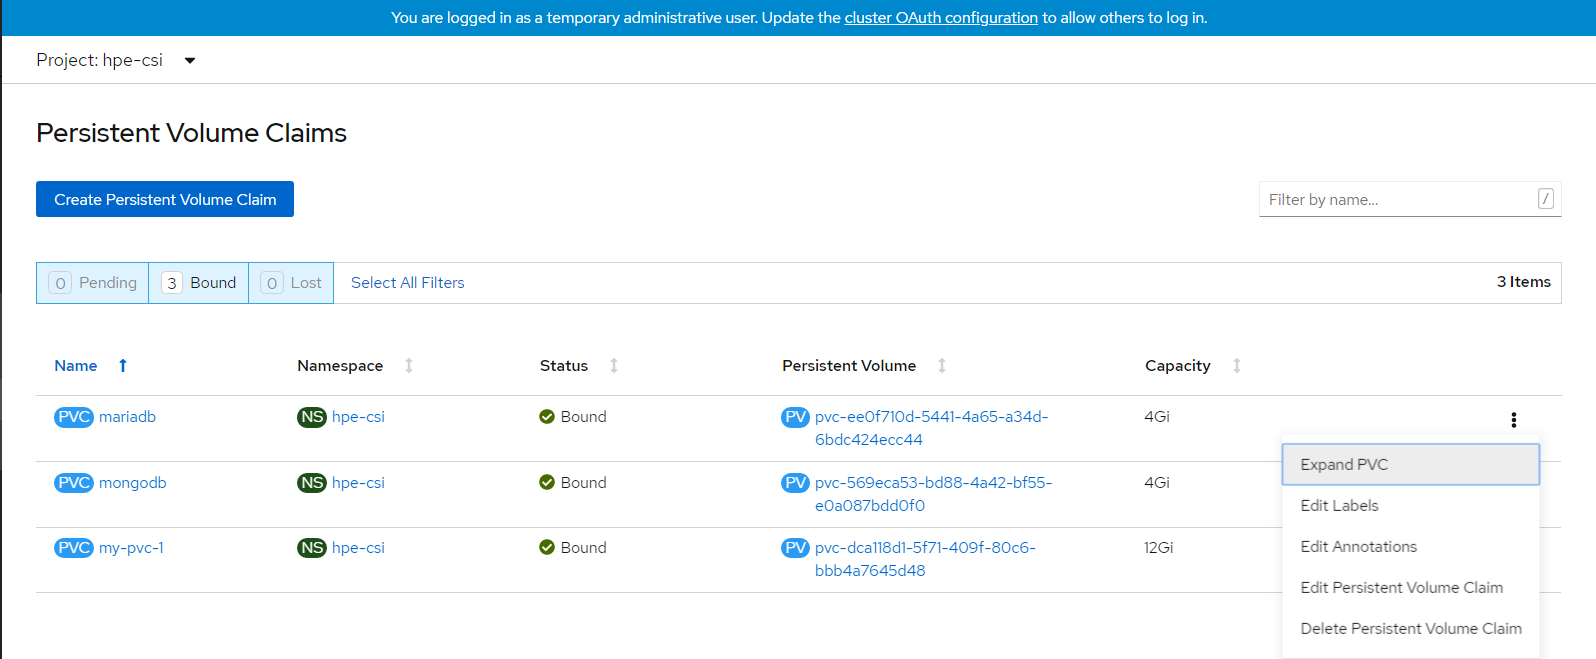 You are logged in as a temporary administrative user. Update the cluster OAuth configuration to allow others to log in.
Project: hpe-csi
Persistent Volume Claims
Create Persistent Volume Claim
Filter by name...
/
0 Pending 3 Bound 0 Lost Select All Filters 3 Items
Name Namespace Status Persistent Volume Capacity
PVC mariadb NS hpe-csi Bound PV pvc-ee0f710d-5441-4a65-a34d- 4Gi
6bdc424ecc44
PVC mongodb NS hpe-csi Bound PV pvc-569eca53-bd88-4a42-bf55- 4Gi
e0a087bdd0f0
PVC my-pvc-1 NS hpe-csi Bound PV pvc-dca118d1-5f71-409f-80c6- 12Gi
bbb4a7645d48
Expand PVC
Edit Labels
Edit Annotations
Edit Persistent Volume Claim
Delete Persistent Volume Claim